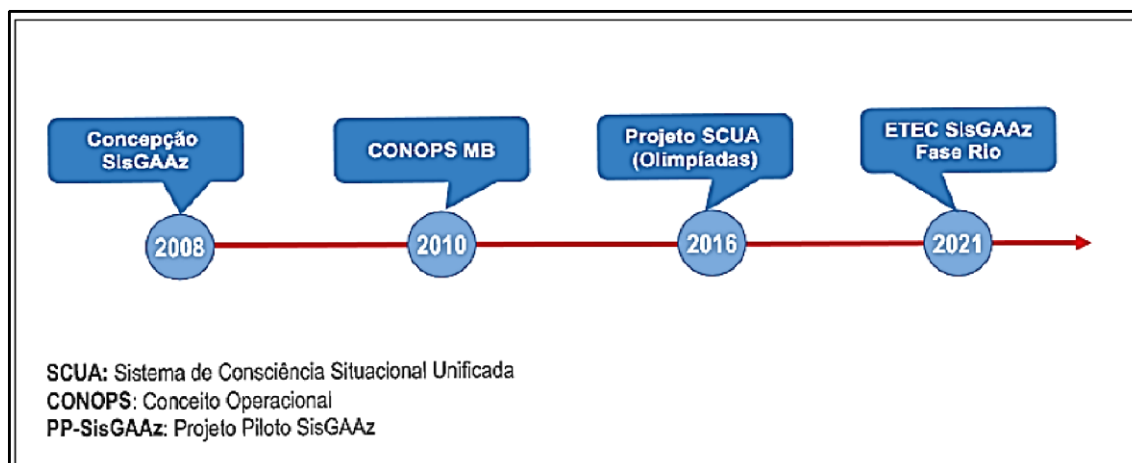 Concepção
SisGAAz
CONOPS MB
Projeto SCUA
(Olimpíadas)
ETEC SisGAAz
Fase Rio
2008
2010
2016
2021
SCUA: Sistema de Consciência Situacional Unificada
CONOPS: Conceito Operacional
PP-SisGAAz: Projeto Piloto SisGAAz